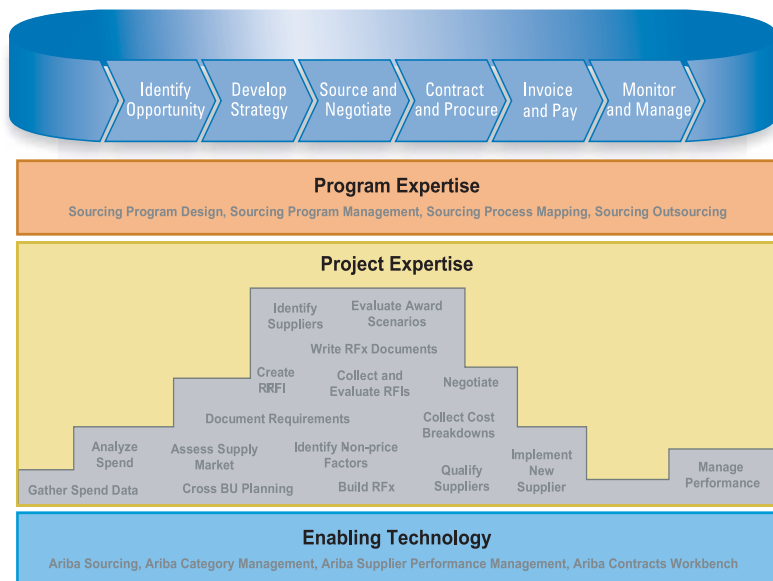 Identify
Opportunity
Develop
Strategy
Source and
Negotiate
Contract
and Procure
Invoice
and Pay
Monitor
and Manage
Program Expertise
Sourcing Program Design, Sourcing Program Management, Sourcing Process Mapping, Sourcing Outsourcing
Project Expertise
Identify
Suppliers
Evaluate Award
Scenarios
Write RFx Documents
Create
RRFI
Collect and
Evaluate RFIs
Negotiate
Document Requirements
Collect Cost
Breakdowns
Analyze
Spend
Assess Supply
Market
Identify Non-price
Factors
Implement
New
Supplier
Qualify
Suppliers
Manage
Performance
Gather Spend Data
Cross BU Planning
Build RFx
Enabling Technology
Ariba Sourcing, Ariba Category Management, Ariba Supplier Performance Management, Ariba Contracts Workbench